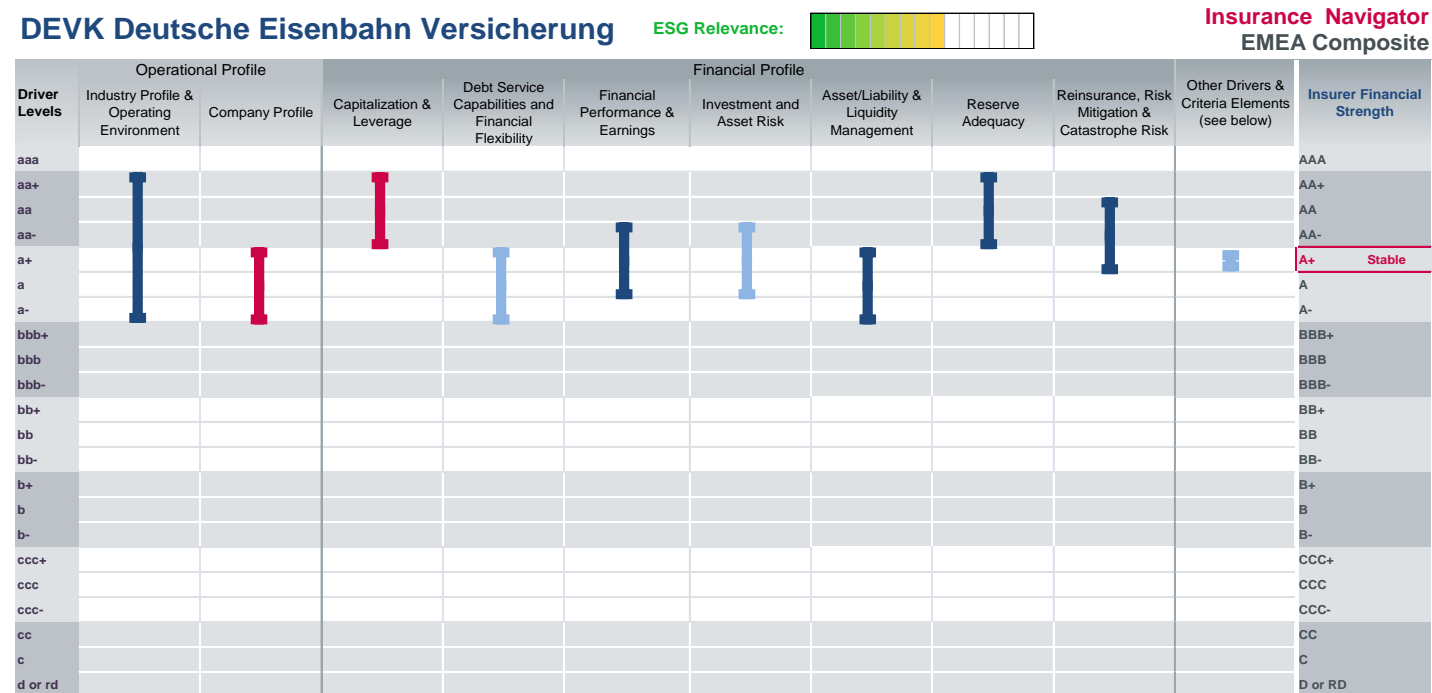 DEVK Deutsche Eisenbahn Versicherung
ESG Relevance:
Insurance Navigator
EMEA Composite
Operational Profile
Financial Profile
Driver
Levels
Industry Profile &
Operating
Environment
Company Profile
Capitalization &
Leverage
Debt Service
Capabilities and
Financial
Flexibility
Financial
Performance &
Earnings
Investment and
Asset Risk
Asset/Liability &
Liquidity
Management
Reserve
Adequacy
Reinsurance, Risk
Mitigation &
Catastrophe Risk
Other Drivers &
Criteria Elements
(see below)
Insurer Financial
Strength
aaa AAA
aa+ AA+
aa AA
aa- AA-
a+ A+ Stable
a A
a- A-
bbb+ BBB+
bbb BBB
bbb- BBB-
bb+ BB+
bb BB
bb- BB-
b+ B+
b B
b- B-
ccc+ CCC+
ccc CCC
ccc- CCC-
cc CC
c C
d or rd D or RD